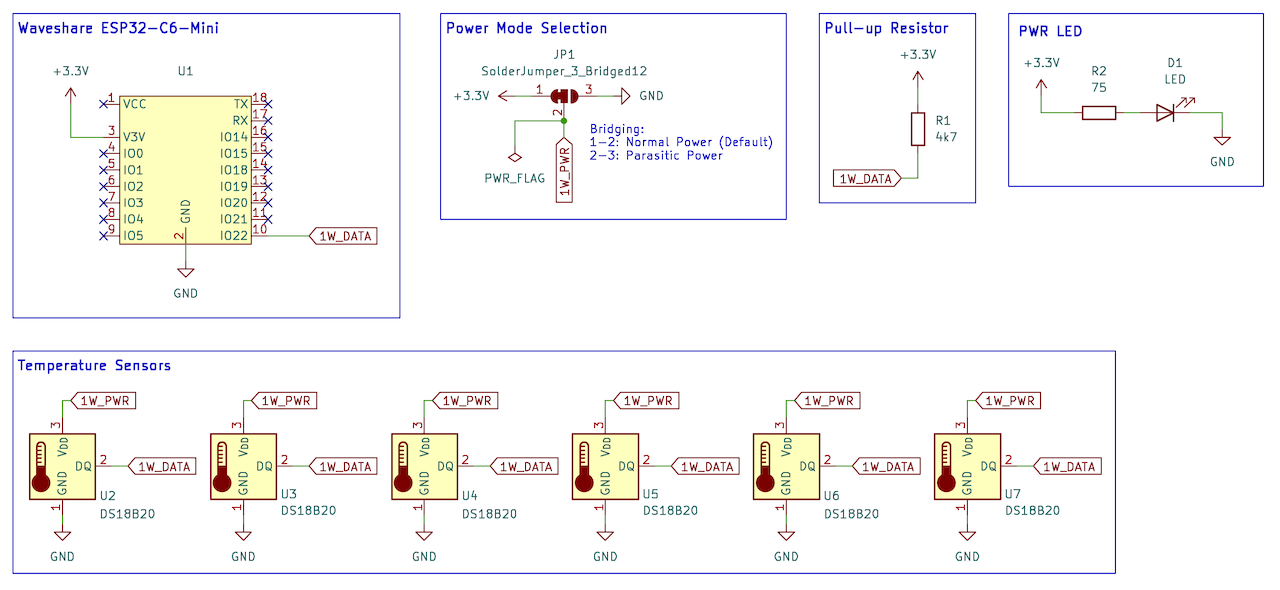 Waveshare ESP32-C6-Mini
U1
+3.3V
1 VCC TX 18
RX 17
3 V3V IO14 16
4 IO0 IO15 15
5 IO1 IO18 14
6 IO2 IO19 13
7 IO3 IO20 12
8 IO4 IO21 11
9 IO5 IO22 10
GND
2
1W_DATA
GND
Power Mode Selection
JP1
SolderJumper_3_Bridged12
+3.3V 1 3 GND
2
PWR_FLAG
1W_PWR
Bridging:
1-2: Normal Power (Default)
2-3: Parasitic Power
Pull-up Resistor
+3.3V
R1
4k7
1W_DATA
PWR LED
+3.3V
R2
75
D1
LED
GND
Temperature Sensors
1W_PWR
3
VDD
DQ 2 1W_DATA
GND
1
U2
DS18B20
GND
1W_PWR
3
VDD
DQ 2 1W_DATA
GND
1
U3
DS18B20
GND
1W_PWR
3
VDD
DQ 2 1W_DATA
GND
1
U4
DS18B20
GND
1W_PWR
3
VDD
DQ 2 1W_DATA
GND
1
U5
DS18B20
GND
1W_PWR
3
VDD
DQ 2 1W_DATA
GND
1
U6
DS18B20
GND
1W_PWR
3
VDD
DQ 2 1W_DATA
GND
1
U7
DS18B20
GND